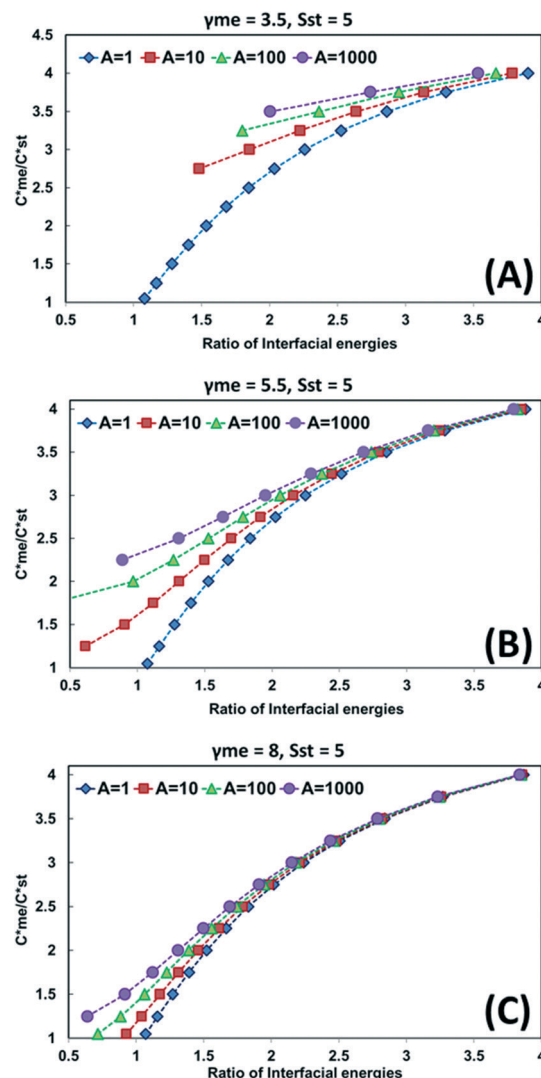 γme = 3.5, Sst = 5
A=1 A=10 A=100 A=1000
4.5
4
3.5
3
2.5
2
1.5
1
C*me/C*st
0.5 1 1.5 2 2.5 3 3.5 4
Ratio of Interfacial energies
(A)
γme = 5.5, Sst = 5
A=1 A=10 A=100 A=1000
4
3.5
3
2.5
2
1.5
1
C*me/C*st
0.5 1 1.5 2 2.5 3 3.5 4
Ratio of Interfacial energies
(B)
γme = 8, Sst = 5
A=1 A=10 A=100 A=1000
4
3.5
3
2.5
2
1.5
1
C*me/C*st
0.5 1 1.5 2 2.5 3 3.5 4
Ratio of Interfacial energies
(C)